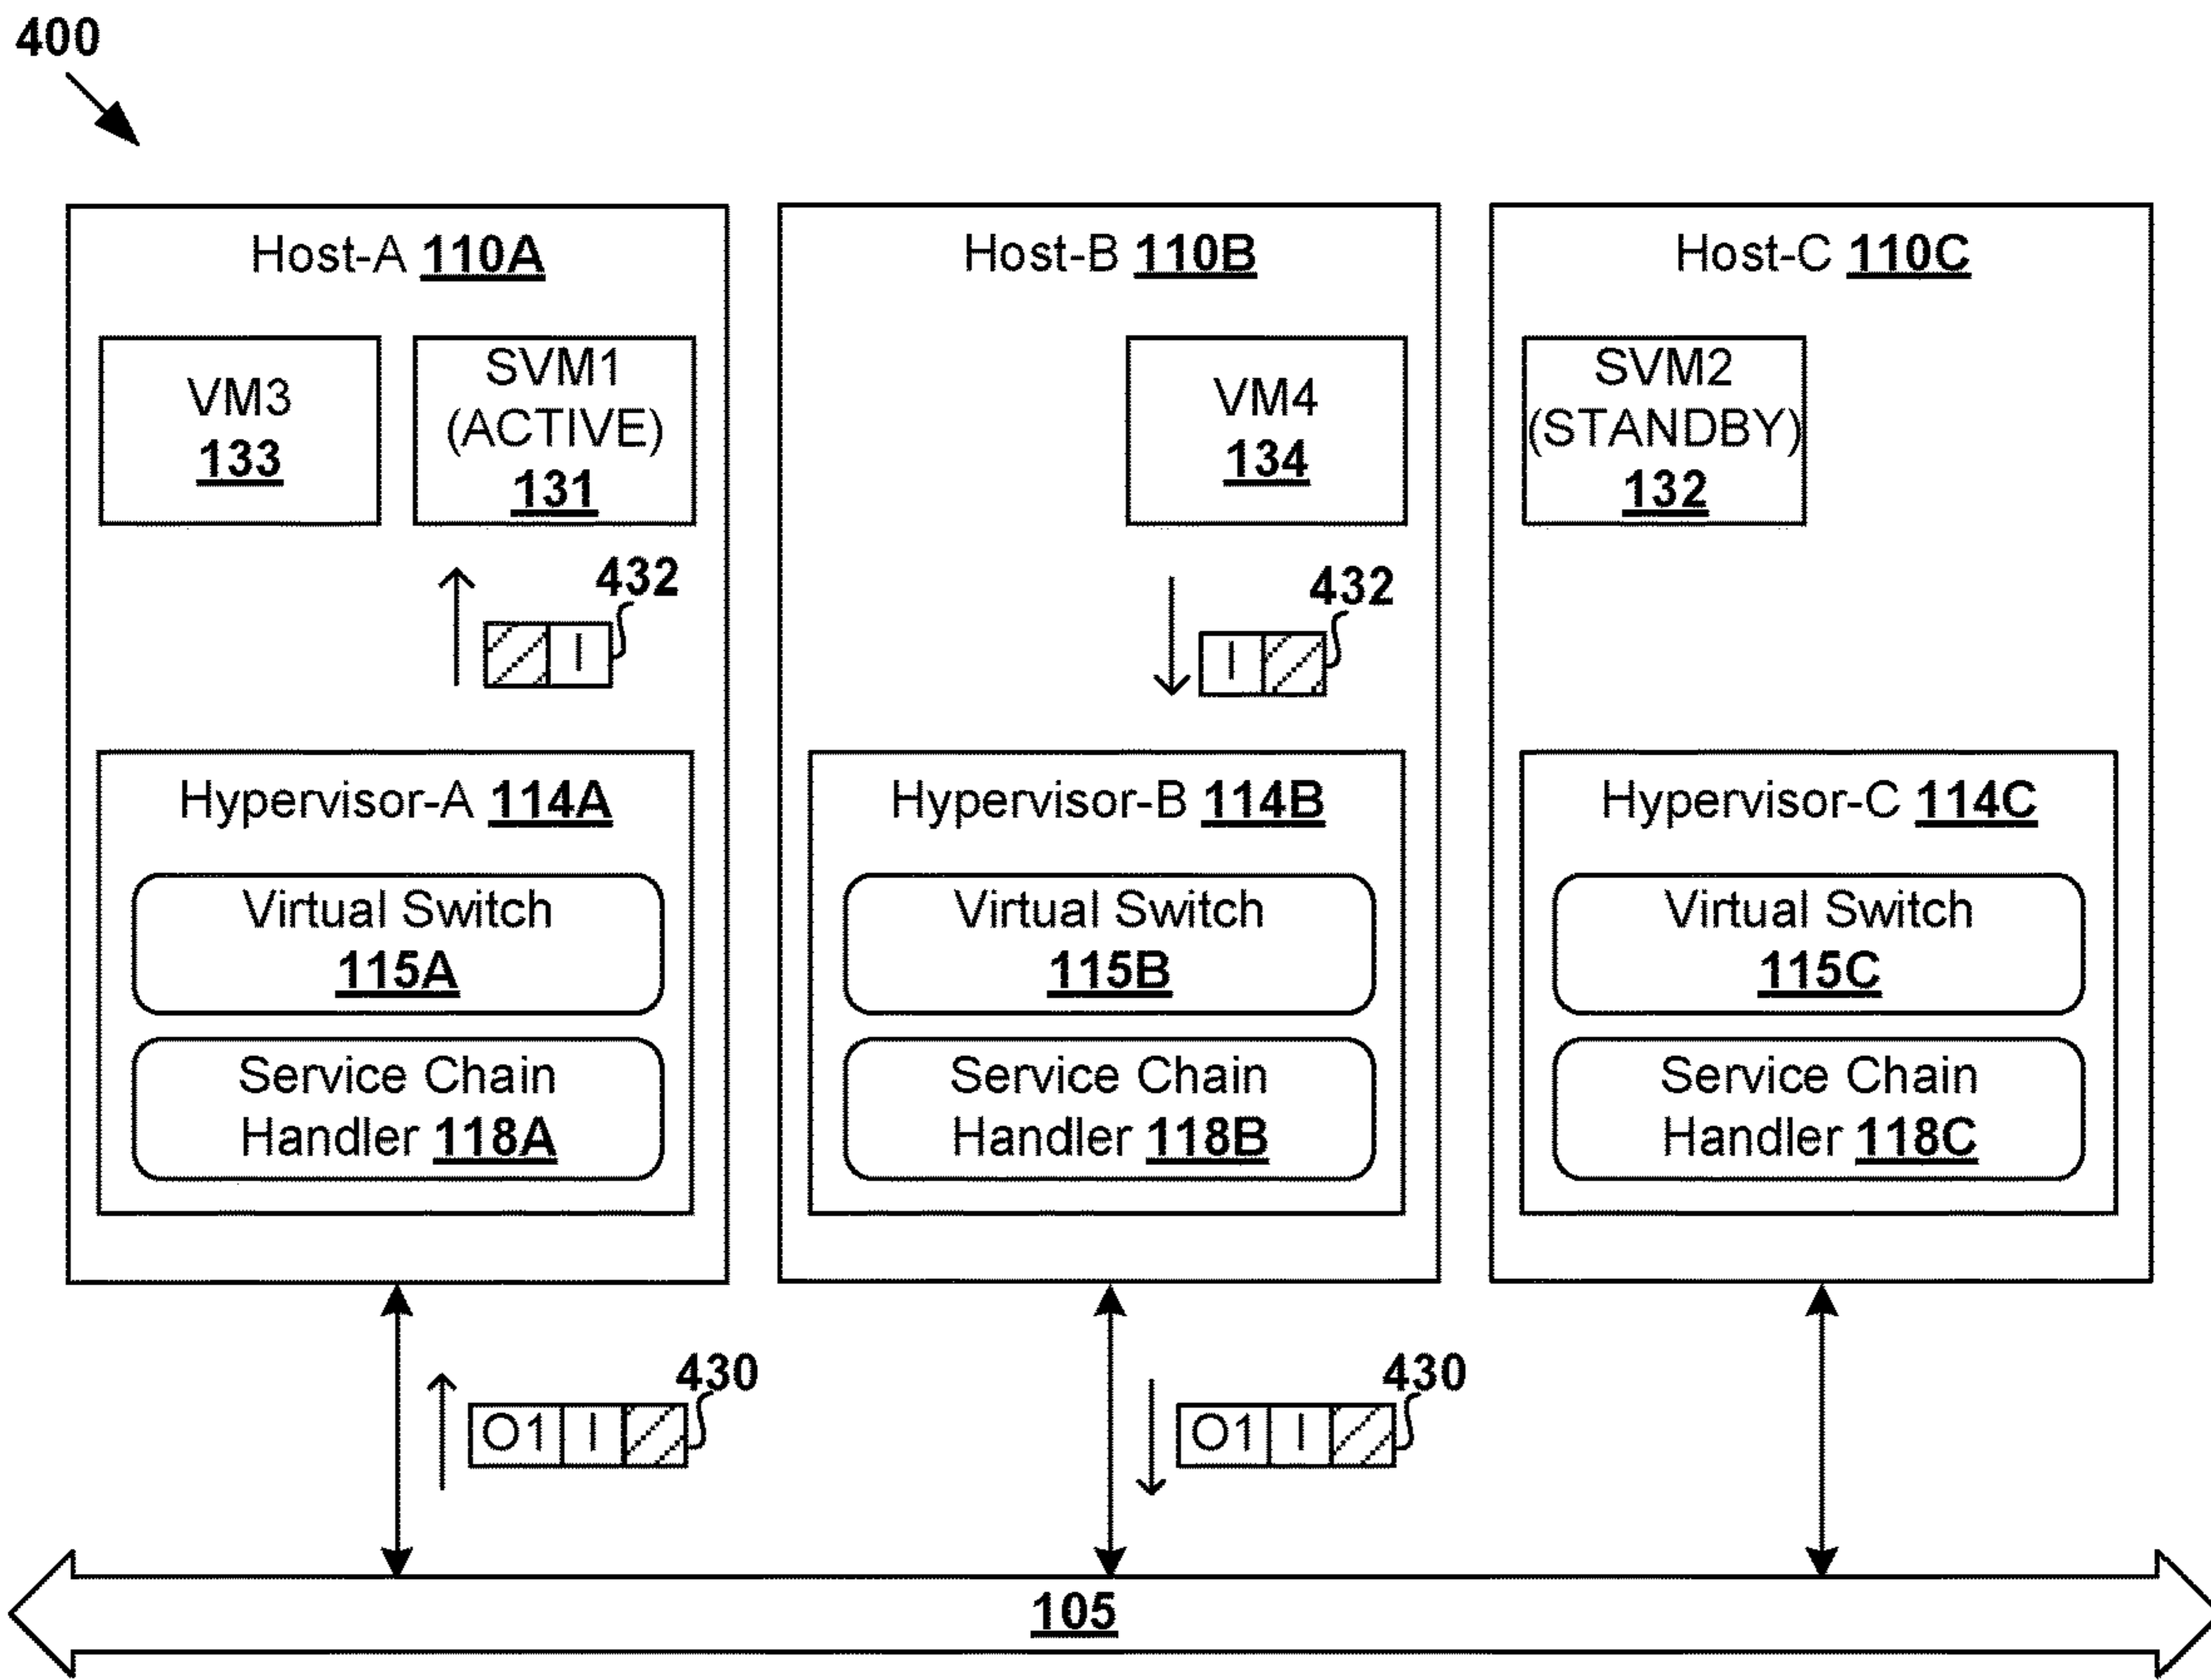 400
Host-A 110A
VM3
133
SVM1
(ACTIVE)
131
432
I
Hypervisor-A 114A
Virtual Switch
115A
Service Chain
Handler 118A
Host-B 110B
VM4
134
432
I
Hypervisor-B 114B
Virtual Switch
115B
Service Chain
Handler 118B
Host-C 110C
SVM2
(STANDBY)
132
Hypervisor-C 114C
Virtual Switch
115C
Service Chain
Handler 118C
430
O1 I
430
O1 I
105